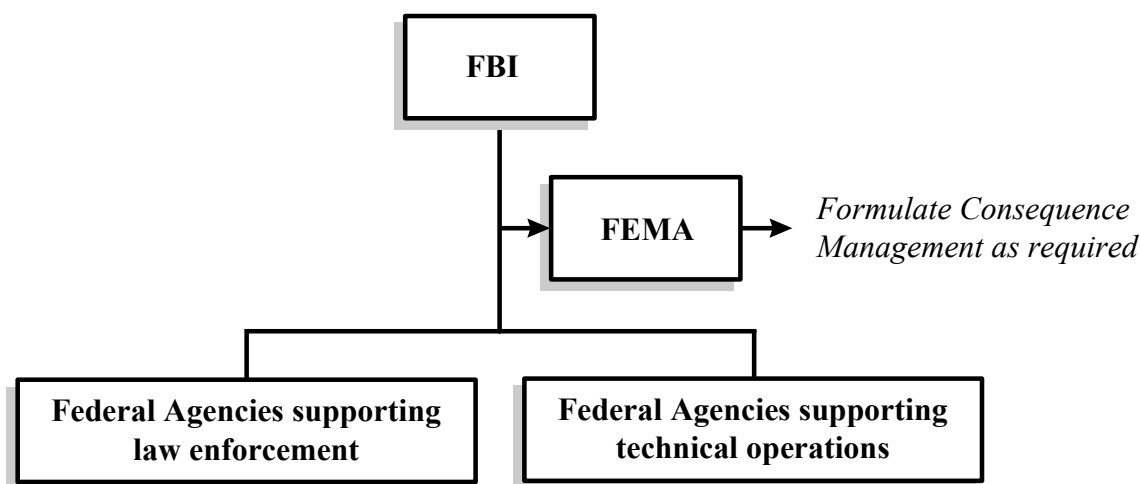 FBI
FEMA
Formulate Consequence
Management as required
Federal Agencies supporting
law enforcement
Federal Agencies supporting
technical operations